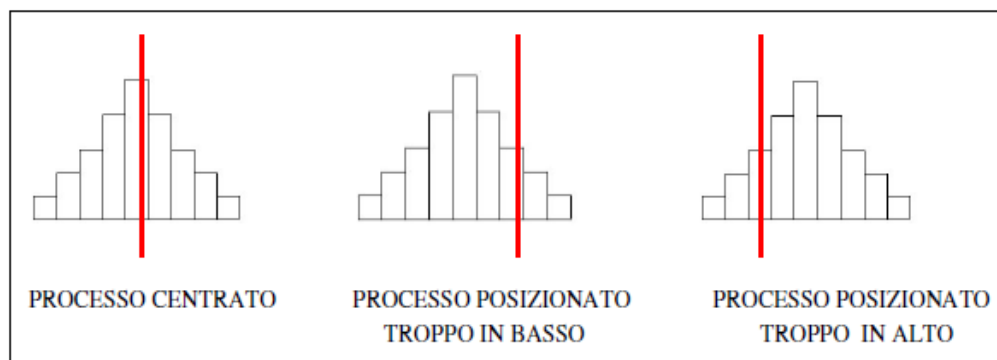 PROCESSO CENTRATO
PROCESSO POSIZIONATO
TROPPO IN BASSO
PROCESSO POSIZIONATO
TROPPO IN ALTO